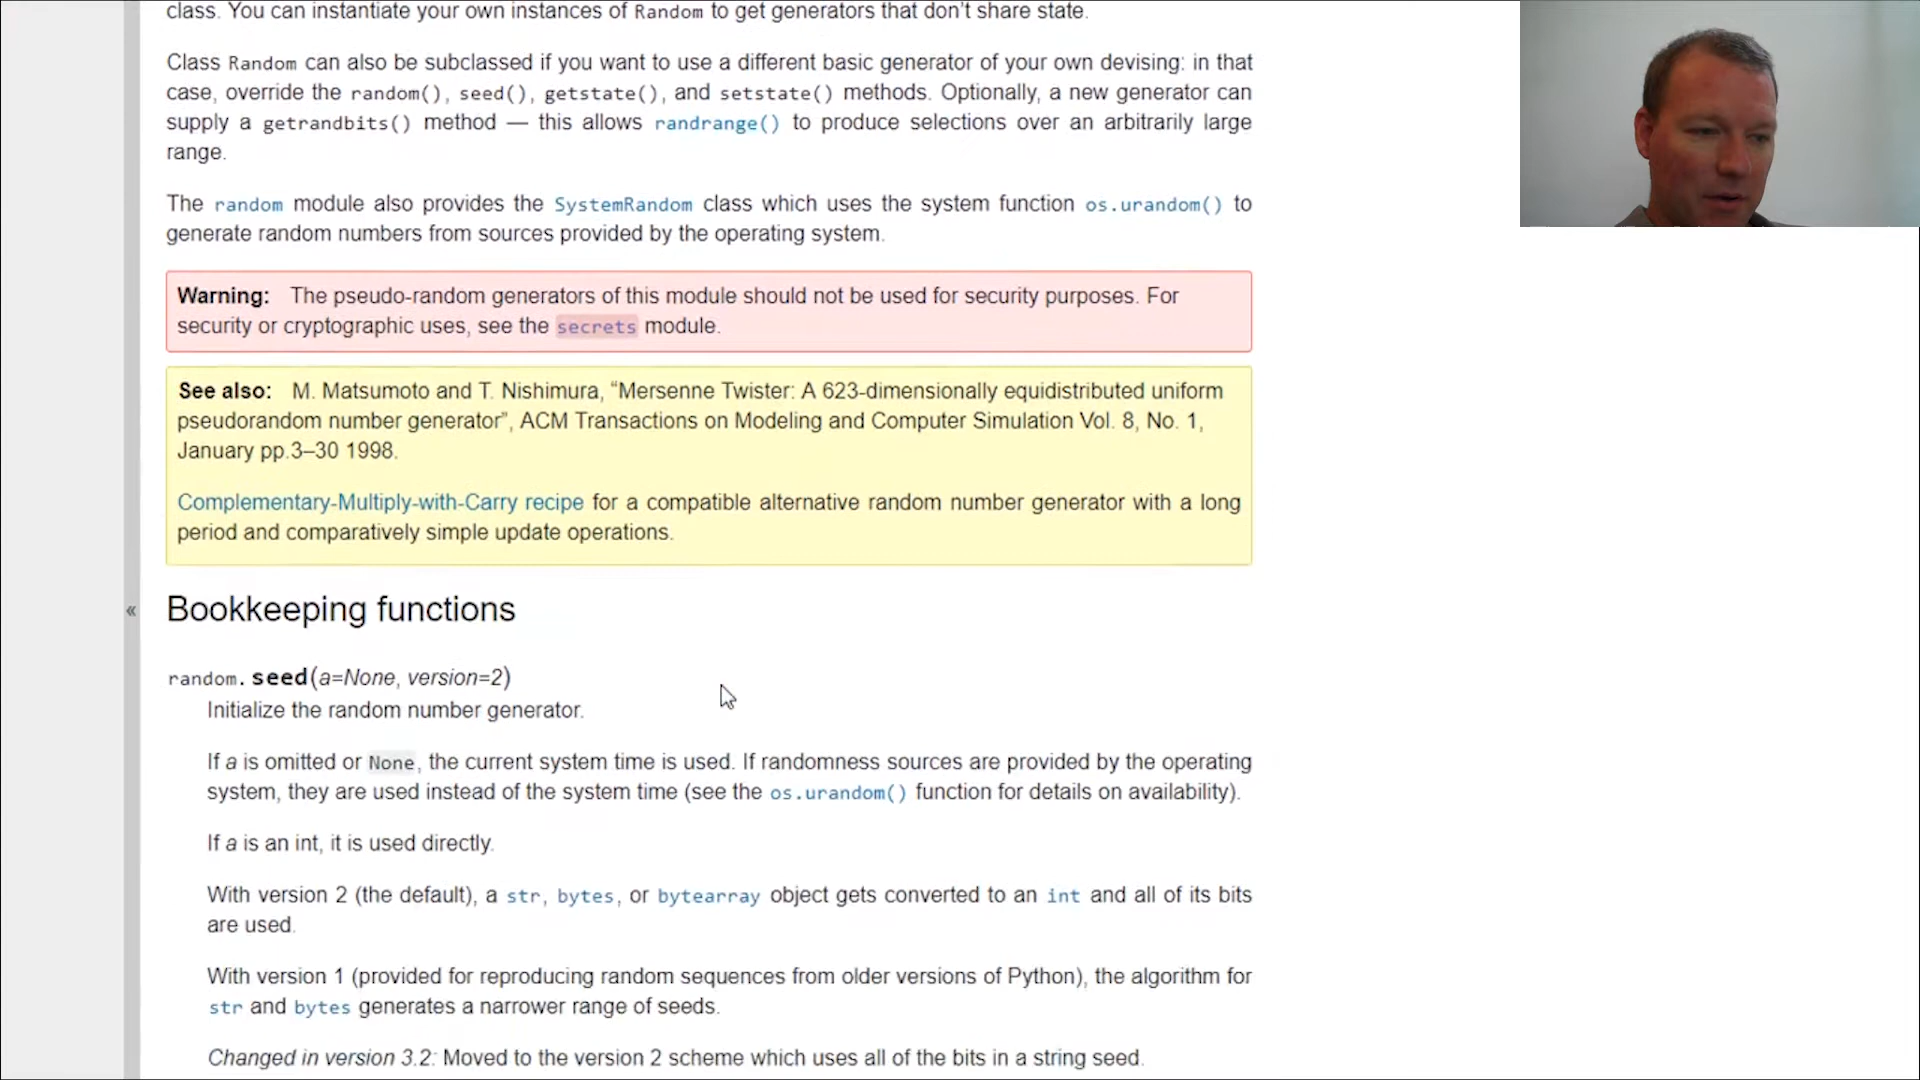 class. You can instantiate your own instances of Random to get generators that don't share state.
Class Random can also be subclassed if you want to use a different basic generator of your own devising: in that
case, override the random(), seed(), getstate(), and setstate() methods. Optionally, a new generator can
supply a getrandbits() method — this allows randrange() to produce selections over an arbitrarily large
range.
The random module also provides the SystemRandom class which uses the system function os.urandom() to
generate random numbers from sources provided by the operating system.
Warning: The pseudo-random generators of this module should not be used for security purposes. For
security or cryptographic uses, see the secrets module.
See also: M. Matsumoto and T. Nishimura, “Mersenne Twister: A 623-dimensionally equidistributed uniform
pseudorandom number generator”, ACM Transactions on Modeling and Computer Simulation Vol. 8, No. 1,
January pp.3–30 1998.
Complementary-Multiply-with-Carry recipe for a compatible alternative random number generator with a long
period and comparatively simple update operations.
«
Bookkeeping functions
random.seed(a=None, version=2)
Initialize the random number generator.
If a is omitted or None, the current system time is used. If randomness sources are provided by the operating
system, they are used instead of the system time (see the os.urandom() function for details on availability).
If a is an int, it is used directly.
With version 2 (the default), a str, bytes, or bytearray object gets converted to an int and all of its bits
are used.
With version 1 (provided for reproducing random sequences from older versions of Python), the algorithm for
str and bytes generates a narrower range of seeds.
Changed in version 3.2: Moved to the version 2 scheme which uses all of the bits in a string seed.